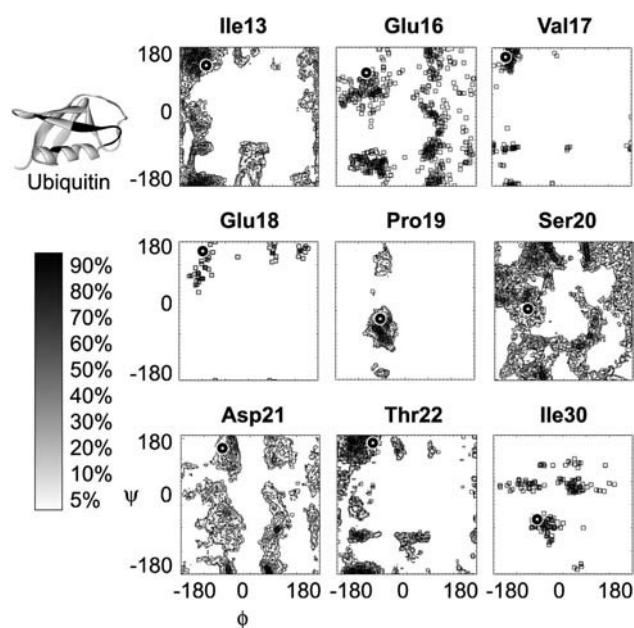 Ile13 Glu16 Val17
180
0
-180
Ubiquitin
Glu18 Pro19 Ser20
180
0
-180
90%
80%
70%
60%
50%
40%
30%
20%
10%
5%
Asp21 Thr22 Ile30
180
ψ 0
-180
-180 0 180 -180 0 180 -180 0 180
ϕ